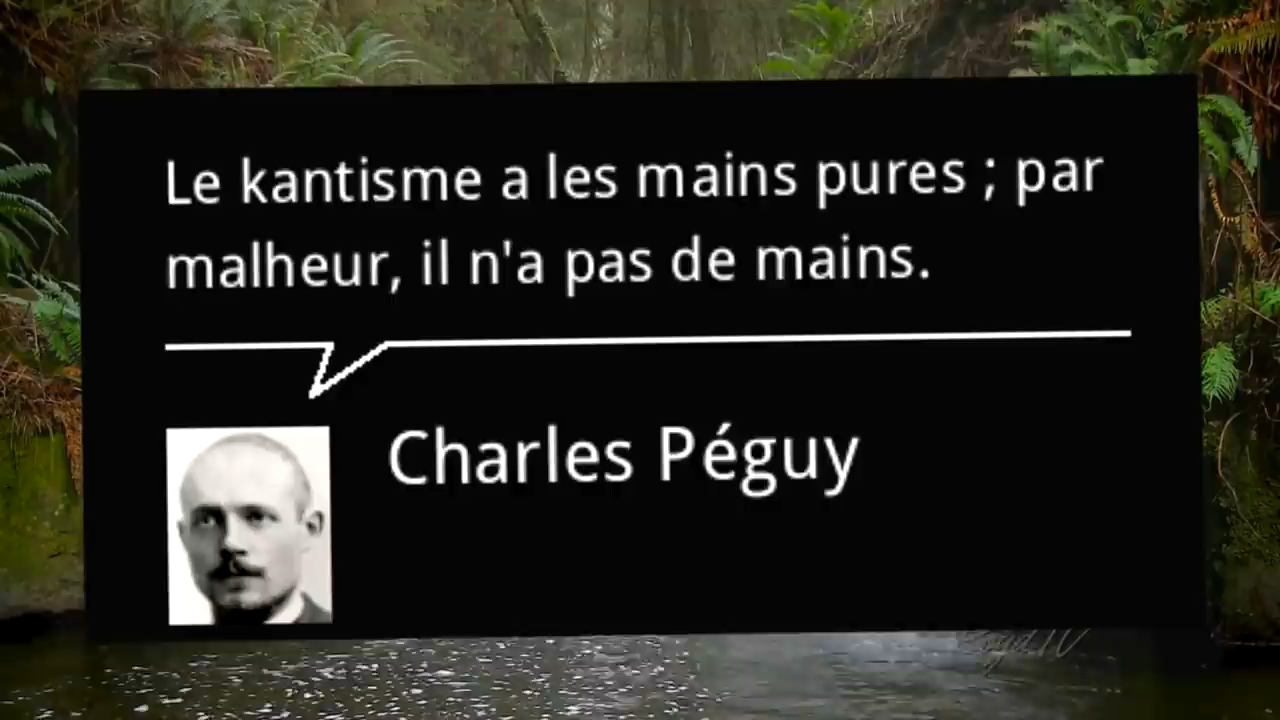 Le kantisme a les mains pures ; par
malheur, il n'a pas de mains.
Charles Péguy